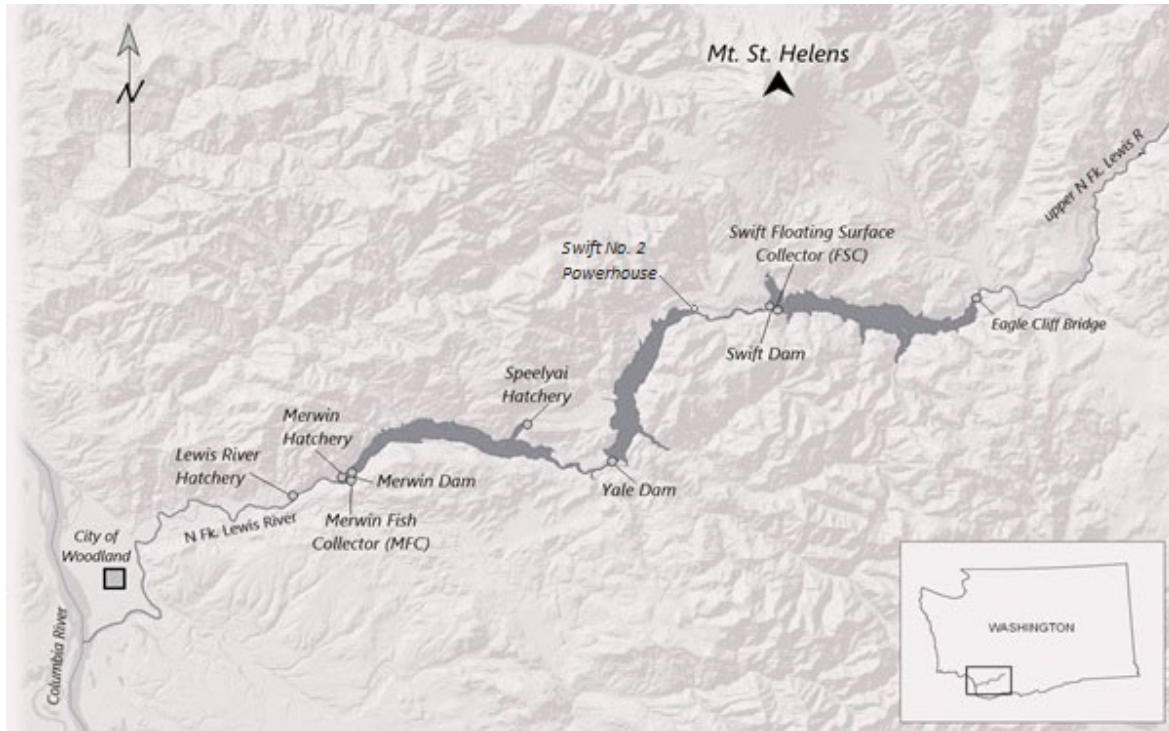 N
Mt. St. Helens
upper N Fk. Lewis R
Swift Floating Surface
Collector (FSC)
Swift No. 2
Powerhouse
Eagle Cliff Bridge
Swift Dam
Speelyai
Hatchery
Merwin
Hatchery
Lewis River
Hatchery
Merwin Dam
Yale Dam
Merwin Fish
Collector (MFC)
N Fk. Lewis River
City of
Woodland
Columbia River
WASHINGTON